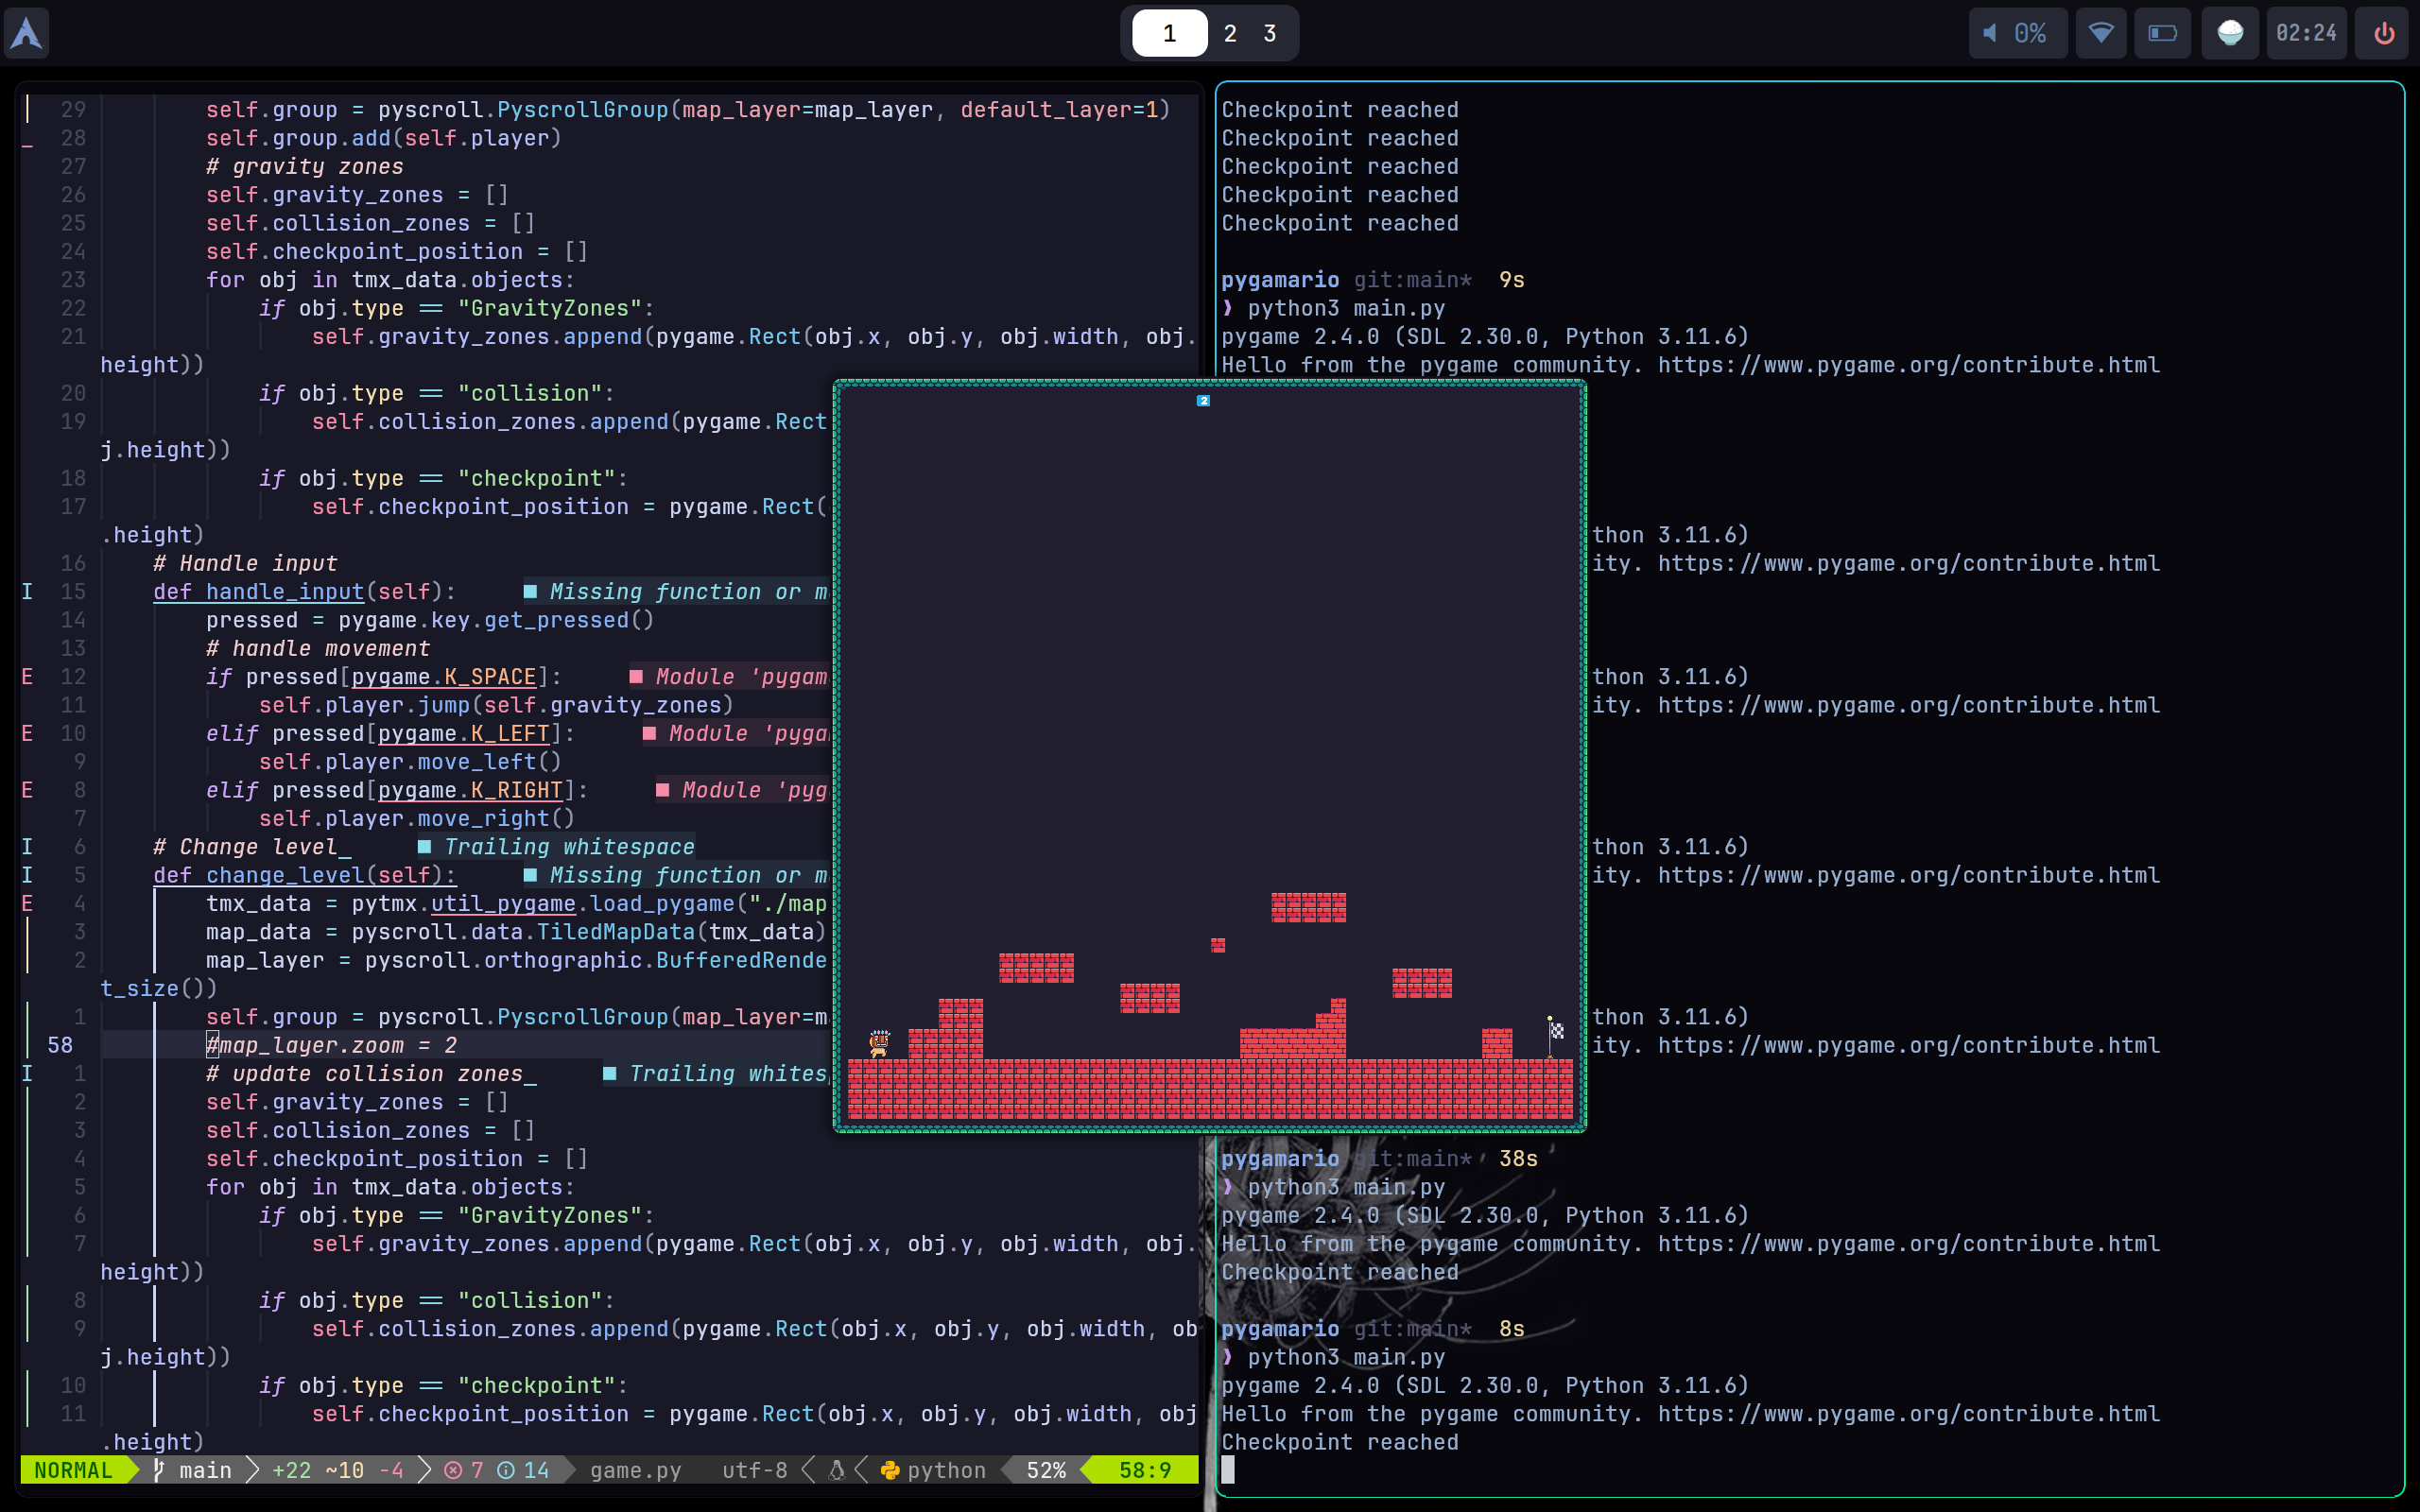 1 2 3
0%
02:24
29 self.group = pyscroll.PyscrollGroup(map_layer=map_layer, default_layer=1)
28 self.group.add(self.player)
27 # gravity zones
26 self.gravity_zones = []
25 self.collision_zones = []
24 self.checkpoint_position = []
23 for obj in tmx_data.objects:
22 if obj.type == "GravityZones":
21 self.gravity_zones.append(pygame.Rect(obj.x, obj.y, obj.width, obj.
height))
20 if obj.type == "collision":
19 self.collision_zones.append(pygame.Rect
j.height))
18 if obj.type == "checkpoint":
17 self.checkpoint_position = pygame.Rect(
.height)
16 # Handle input
I 15 def handle_input(self): ■ Missing function or m
14 pressed = pygame.key.get_pressed()
13 # handle movement
E 12 if pressed[pygame.K_SPACE]: ■ Module 'pygam
11 self.player.jump(self.gravity_zones)
E 10 elif pressed[pygame.K_LEFT]: ■ Module 'pyga
9 self.player.move_left()
E 8 elif pressed[pygame.K_RIGHT]: ■ Module 'pyg
7 self.player.move_right()
I 6 # Change level_ ■ Trailing whitespace
I 5 def change_level(self): ■ Missing function or m
E 4 tmx_data = pytmx.util_pygame.load_pygame("./map
3 map_data = pyscroll.data.TiledMapData(tmx_data)
2 map_layer = pyscroll.orthographic.BufferedRende
t_size())
1 self.group = pyscroll.PyscrollGroup(map_layer=m
58 #map_layer.zoom = 2
I 1 # update collision zones_ ■ Trailing whites
2 self.gravity_zones = []
3 self.collision_zones = []
4 self.checkpoint_position = []
5 for obj in tmx_data.objects:
6 if obj.type == "GravityZones":
7 self.gravity_zones.append(pygame.Rect(obj.x, obj.y, obj.width, obj.
height))
8 if obj.type == "collision":
9 self.collision_zones.append(pygame.Rect(obj.x, obj.y, obj.width, ob
j.height))
10 if obj.type == "checkpoint":
11 self.checkpoint_position = pygame.Rect(obj.x, obj.y, obj.width, obj
.height)
NORMAL main +22 ~10 -4 7 14 game.py utf-8 python 52% 58:9
Checkpoint reached
Checkpoint reached
Checkpoint reached
Checkpoint reached
Checkpoint reached
pygamario git:main* 9s
❯ python3 main.py
pygame 2.4.0 (SDL 2.30.0, Python 3.11.6)
Hello from the pygame community. https://www.pygame.org/contribute.html
2
thon 3.11.6)
ity. https://www.pygame.org/contribute.html
thon 3.11.6)
ity. https://www.pygame.org/contribute.html
thon 3.11.6)
ity. https://www.pygame.org/contribute.html
thon 3.11.6)
ity. https://www.pygame.org/contribute.html
pygamario git:main* 38s
❯ python3 main.py
pygame 2.4.0 (SDL 2.30.0, Python 3.11.6)
Hello from the pygame community. https://www.pygame.org/contribute.html
Checkpoint reached
pygamario git:main* 8s
❯ python3 main.py
pygame 2.4.0 (SDL 2.30.0, Python 3.11.6)
Hello from the pygame community. https://www.pygame.org/contribute.html
Checkpoint reached